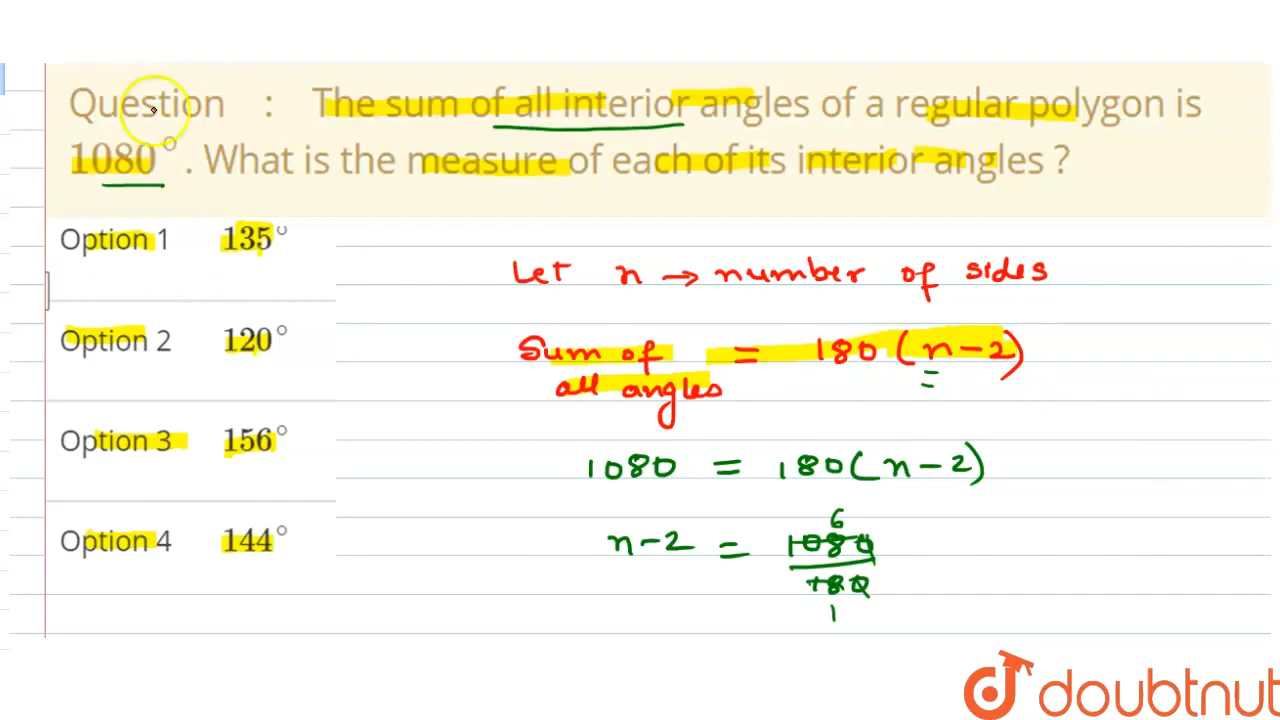 Question : The sum of all interior angles of a regular polygon is
1080° . What is the measure of each of its interior angles ?
Option 1 135°
Let n → number of sides
Option 2 120°
Sum of all angles = 180 (n-2)
Option 3 156°
1080 = 180(n-2)
Option 4 144°
n-2 = 1080/180
6
1
doubtnut